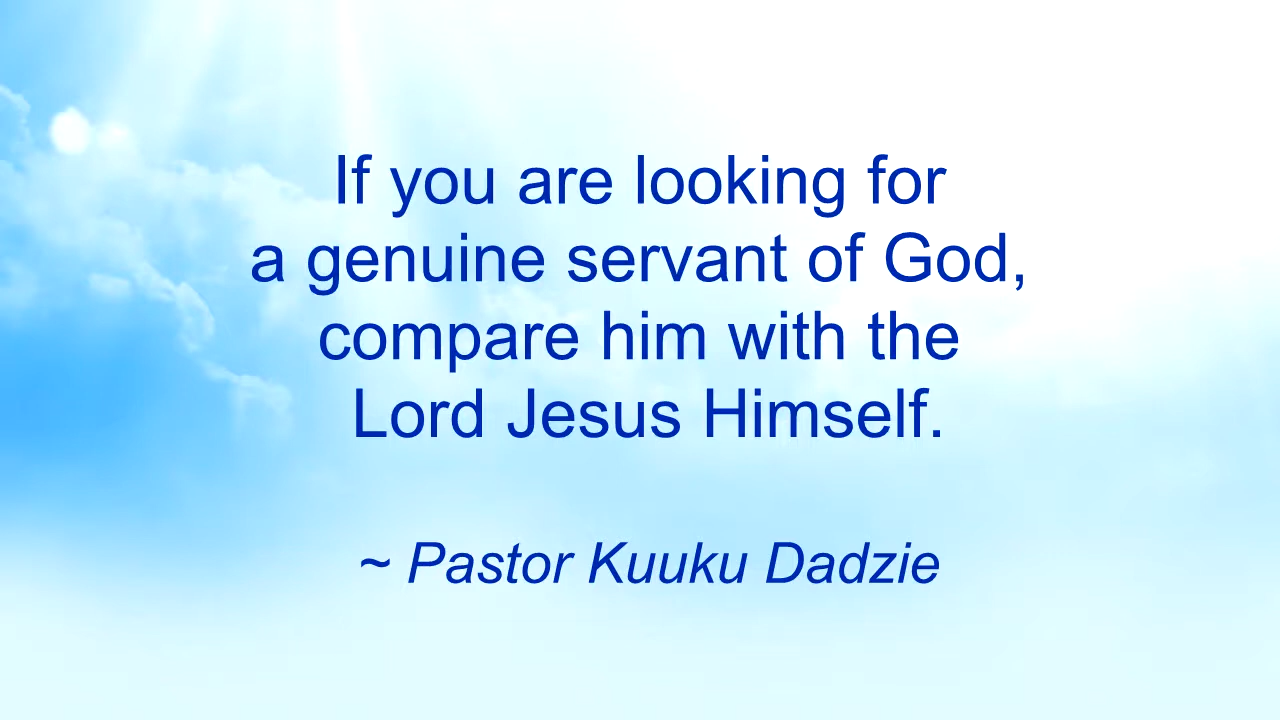 If you are looking for
a genuine servant of God,
compare him with the
Lord Jesus Himself.
~ Pastor Kuuku Dadzie